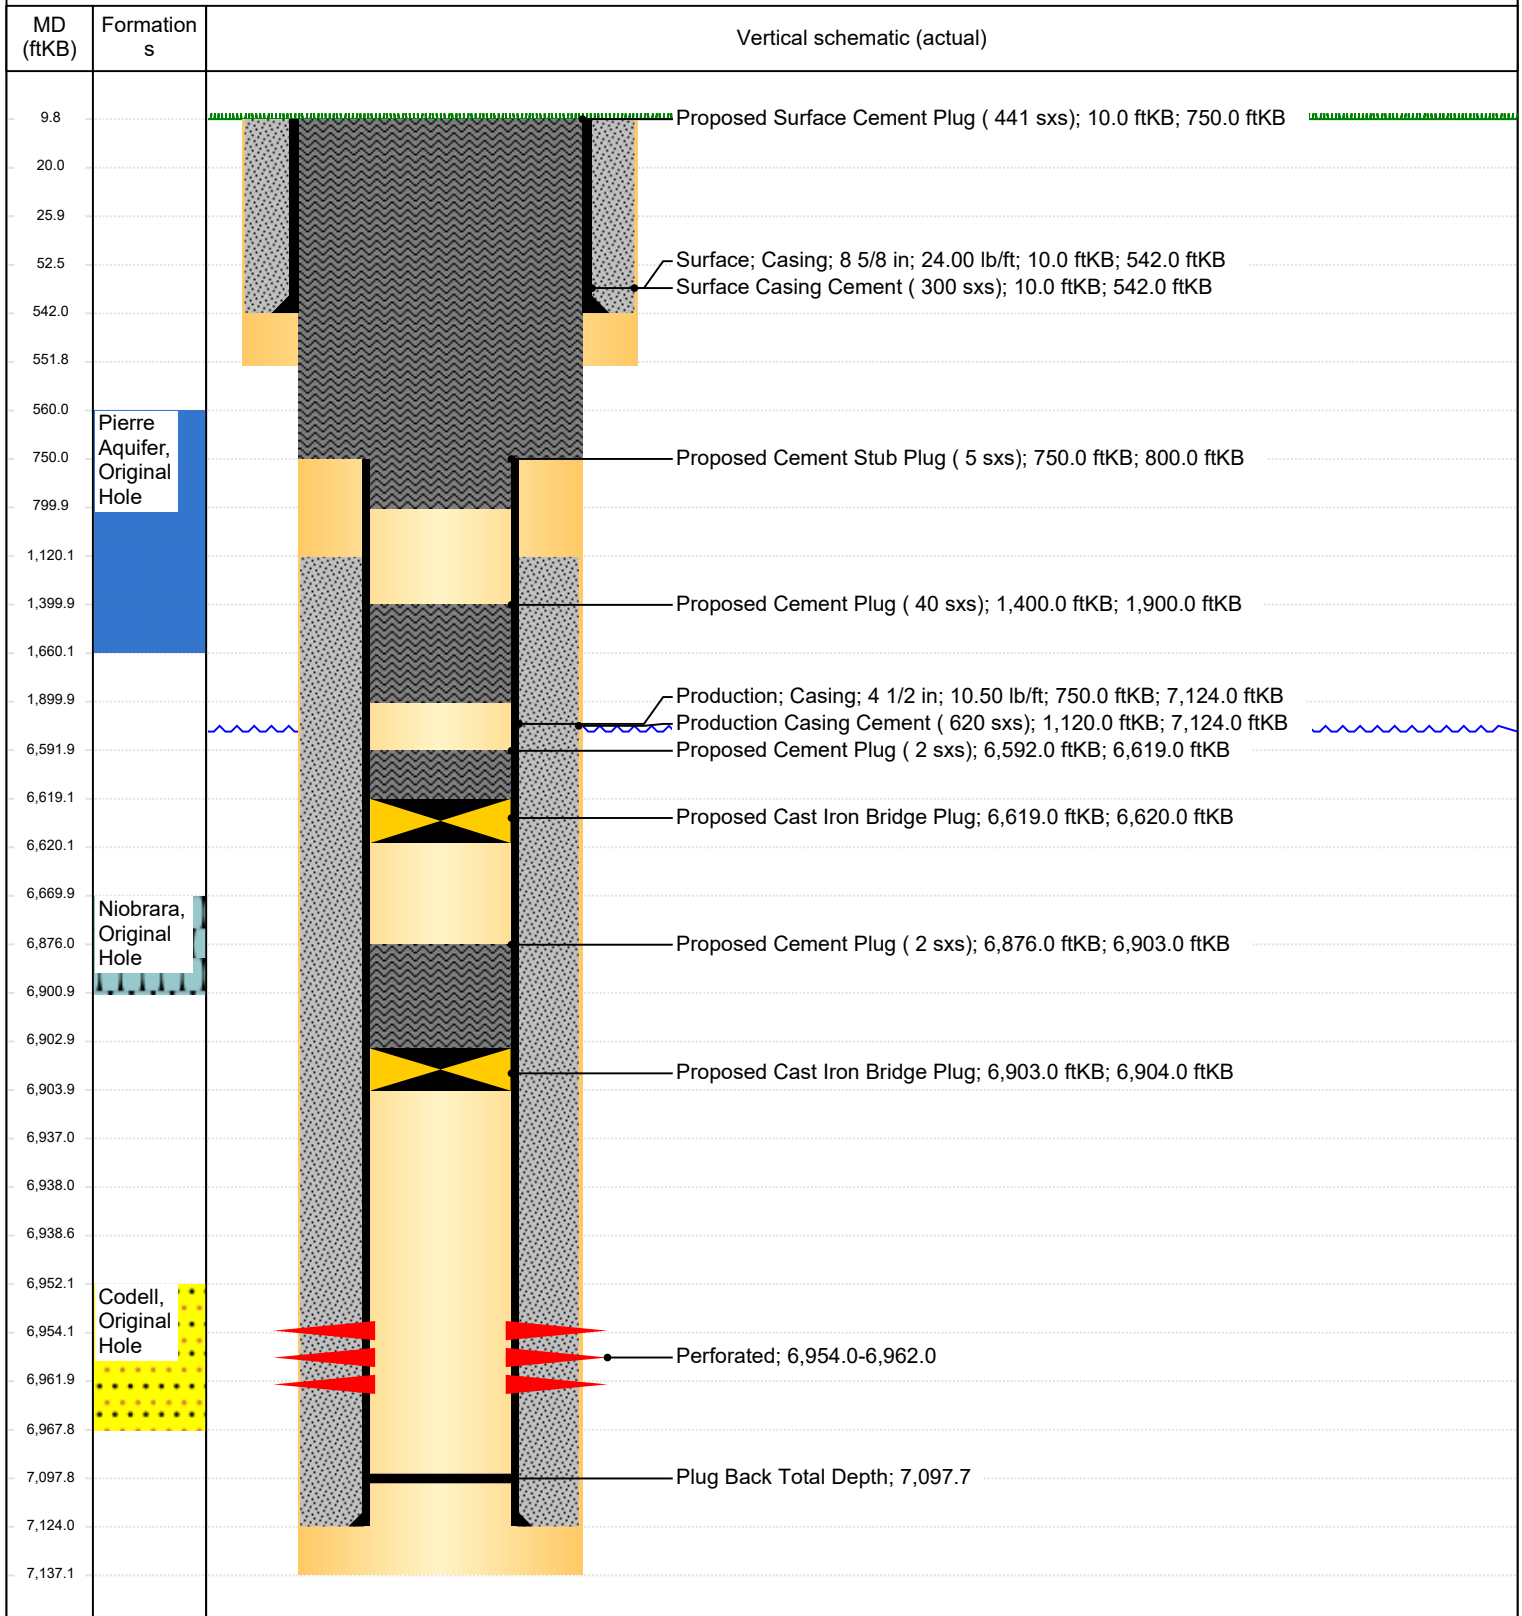 MD
(ftKB)
Formation
s
Vertical schematic (actual)
9.8
Proposed Surface Cement Plug ( 441 sxs); 10.0 ftKB; 750.0 ftKB
20.0
25.9
52.5
Surface; Casing; 8 5/8 in; 24.00 lb/ft; 10.0 ftKB; 542.0 ftKB
Surface Casing Cement ( 300 sxs); 10.0 ftKB; 542.0 ftKB
542.0
551.8
560.0
Pierre
Aquifer,
Original
Hole
750.0
Proposed Cement Stub Plug ( 5 sxs); 750.0 ftKB; 800.0 ftKB
799.9
1,120.1
1,399.9
Proposed Cement Plug ( 40 sxs); 1,400.0 ftKB; 1,900.0 ftKB
1,660.1
1,899.9
Production; Casing; 4 1/2 in; 10.50 lb/ft; 750.0 ftKB; 7,124.0 ftKB
Production Casing Cement ( 620 sxs); 1,120.0 ftKB; 7,124.0 ftKB
6,591.9
Proposed Cement Plug ( 2 sxs); 6,592.0 ftKB; 6,619.0 ftKB
6,619.1
Proposed Cast Iron Bridge Plug; 6,619.0 ftKB; 6,620.0 ftKB
6,620.1
6,669.9
Niobrara,
Original
Hole
6,876.0
Proposed Cement Plug ( 2 sxs); 6,876.0 ftKB; 6,903.0 ftKB
6,900.9
6,902.9
Proposed Cast Iron Bridge Plug; 6,903.0 ftKB; 6,904.0 ftKB
6,903.9
6,937.0
6,938.0
6,938.6
6,952.1
Codell,
Original
Hole
6,954.1
Perforated; 6,954.0-6,962.0
6,961.9
6,967.8
7,097.8
Plug Back Total Depth; 7,097.7
7,124.0
7,137.1